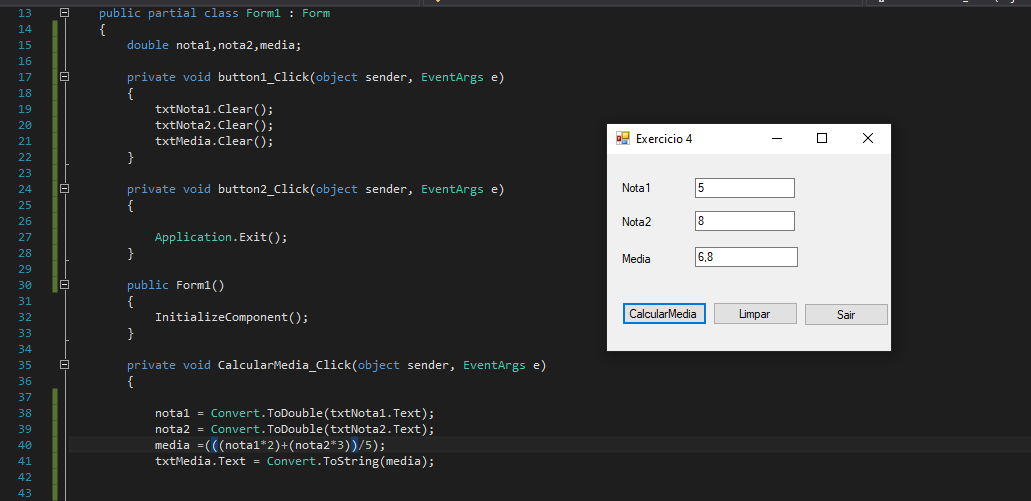 13 public partial class Form1 : Form
14 {
15 double nota1,nota2,media;
16
17 private void button1_Click(object sender, EventArgs e)
18 {
19 txtNota1.Clear();
20 txtNota2.Clear();
21 txtMedia.Clear();
22 }
23
24 private void button2_Click(object sender, EventArgs e)
25 {
26
27 Application.Exit();
28 }
29
30 public Form1()
31 {
32 InitializeComponent();
33 }
34
35 private void CalcularMedia_Click(object sender, EventArgs e)
36 {
37
38 nota1 = Convert.ToDouble(txtNota1.Text);
39 nota2 = Convert.ToDouble(txtNota2.Text);
40 media =(((nota1*2)+(nota2*3))/5);
41 txtMedia.Text = Convert.ToString(media);
42
43
Exercicio 4
Nota1 5
Nota2 8
Media 6,8
CalcularMedia Limpar Sair